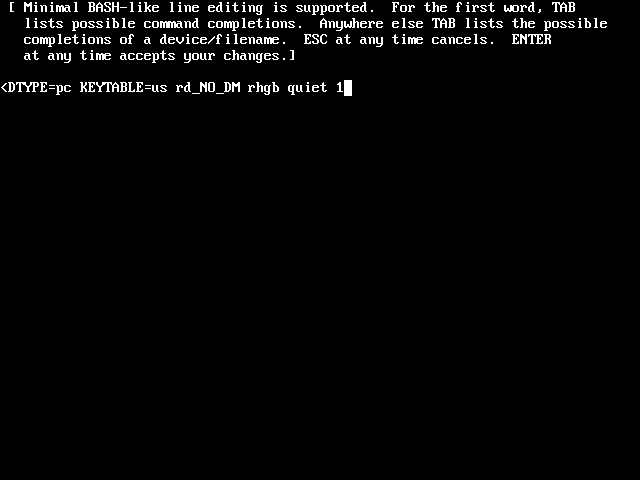 [ Minimal BASH-like line editing is supported.  For the first word, TAB
lists possible command completions.  Anywhere else TAB lists the possible
completions of a device/filename.  ESC at any time cancels.  ENTER
at any time accepts your changes.]
<DTYPE=pc KEYTABLE=us rd_NO_DM rhgb quiet 1